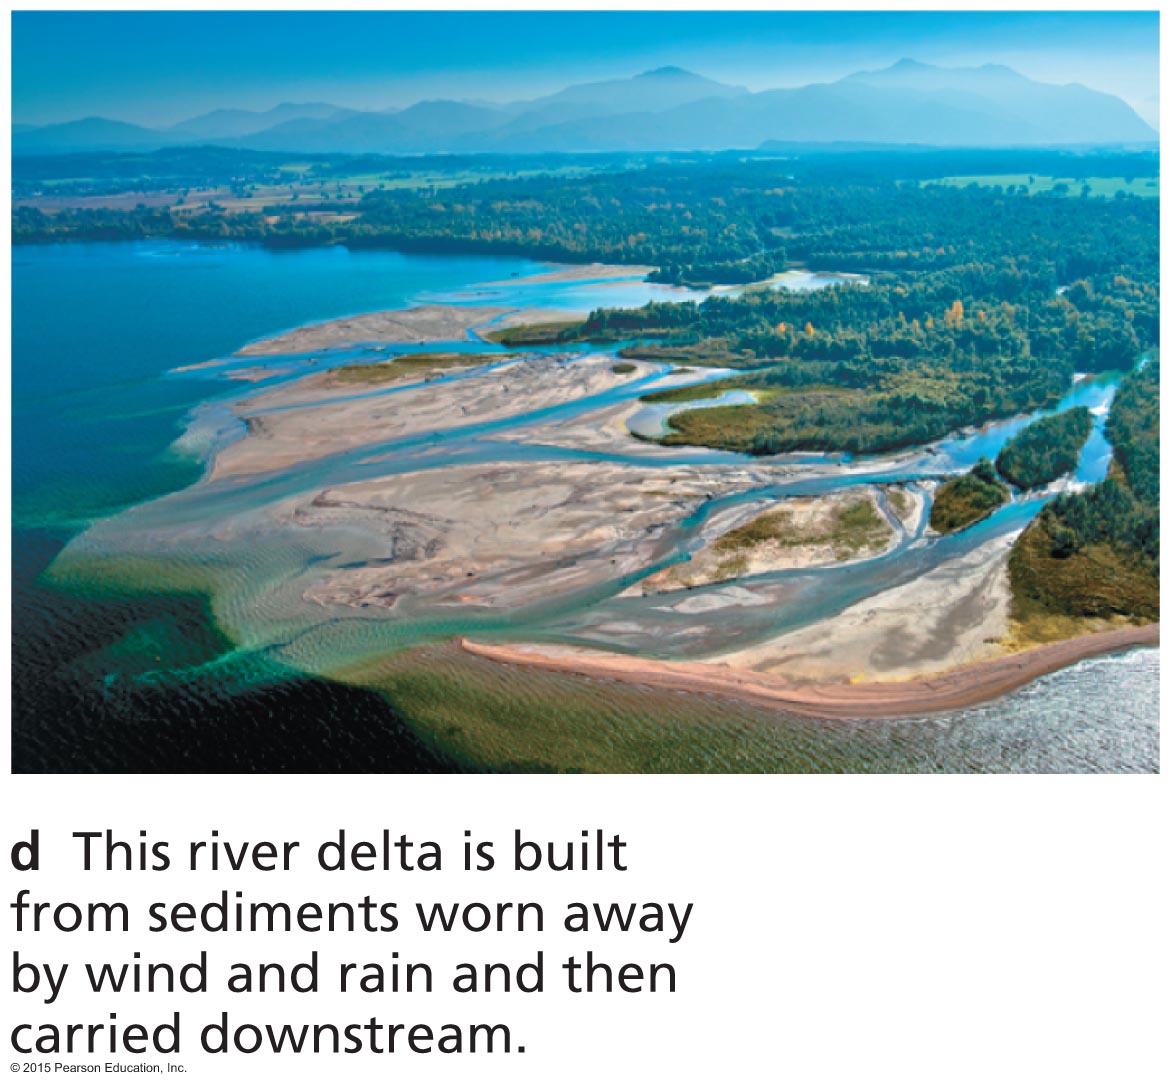 d This river delta is built
from sediments worn away
by wind and rain and then
carried downstream.
© 2015 Pearson Education, Inc.